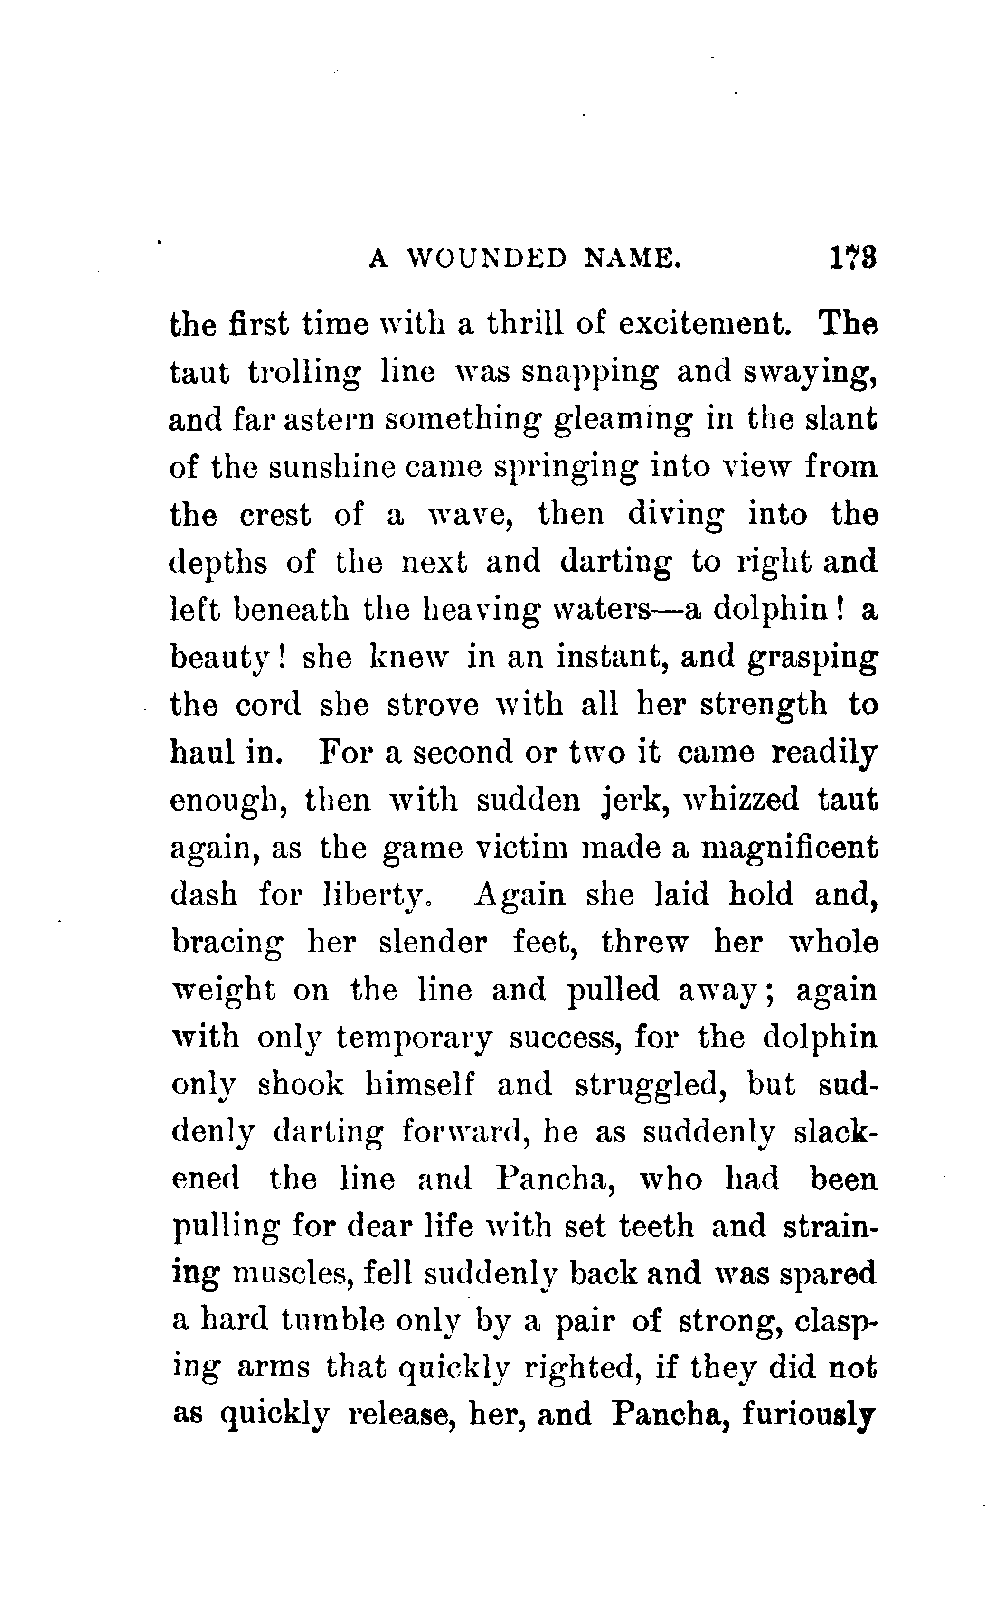 A WOUNDED NAME. 173
the first time with a thrill of excitement. The
taut trolling line was snapping and swaying,
and far astern something gleaming in the slant
of the sunshine came springing into view from
the crest of a wave, then diving into the
depths of the next and darting to right and
left beneath the heaving waters—a dolphin! a
beauty! she knew in an instant, and grasping
the cord she strove with all her strength to
haul in. For a second or two it came readily
enough, then with sudden jerk, whizzed taut
again, as the game victim made a magnificent
dash for liberty. Again she laid hold and,
bracing her slender feet, threw her whole
weight on the line and pulled away; again
with only temporary success, for the dolphin
only shook himself and struggled, but sud-
denly darting forward, he as suddenly slack-
ened the line and Pancha, who had been
pulling for dear life with set teeth and strain-
ing muscles, fell suddenly back and was spared
a hard tumble only by a pair of strong, clasp-
ing arms that quickly righted, if they did not
as quickly release, her, and Pancha, furiously